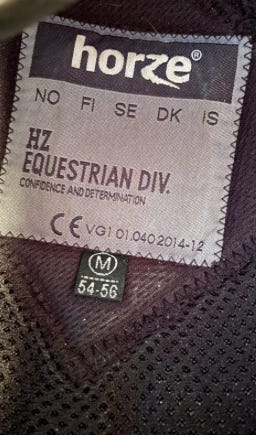 horze®
NO FI SE DK IS
HZ
EQUESTRIAN DIV.
CONFIDENCE AND DETERMINATION
CE VG1 01.040 2014-12
M
54-56